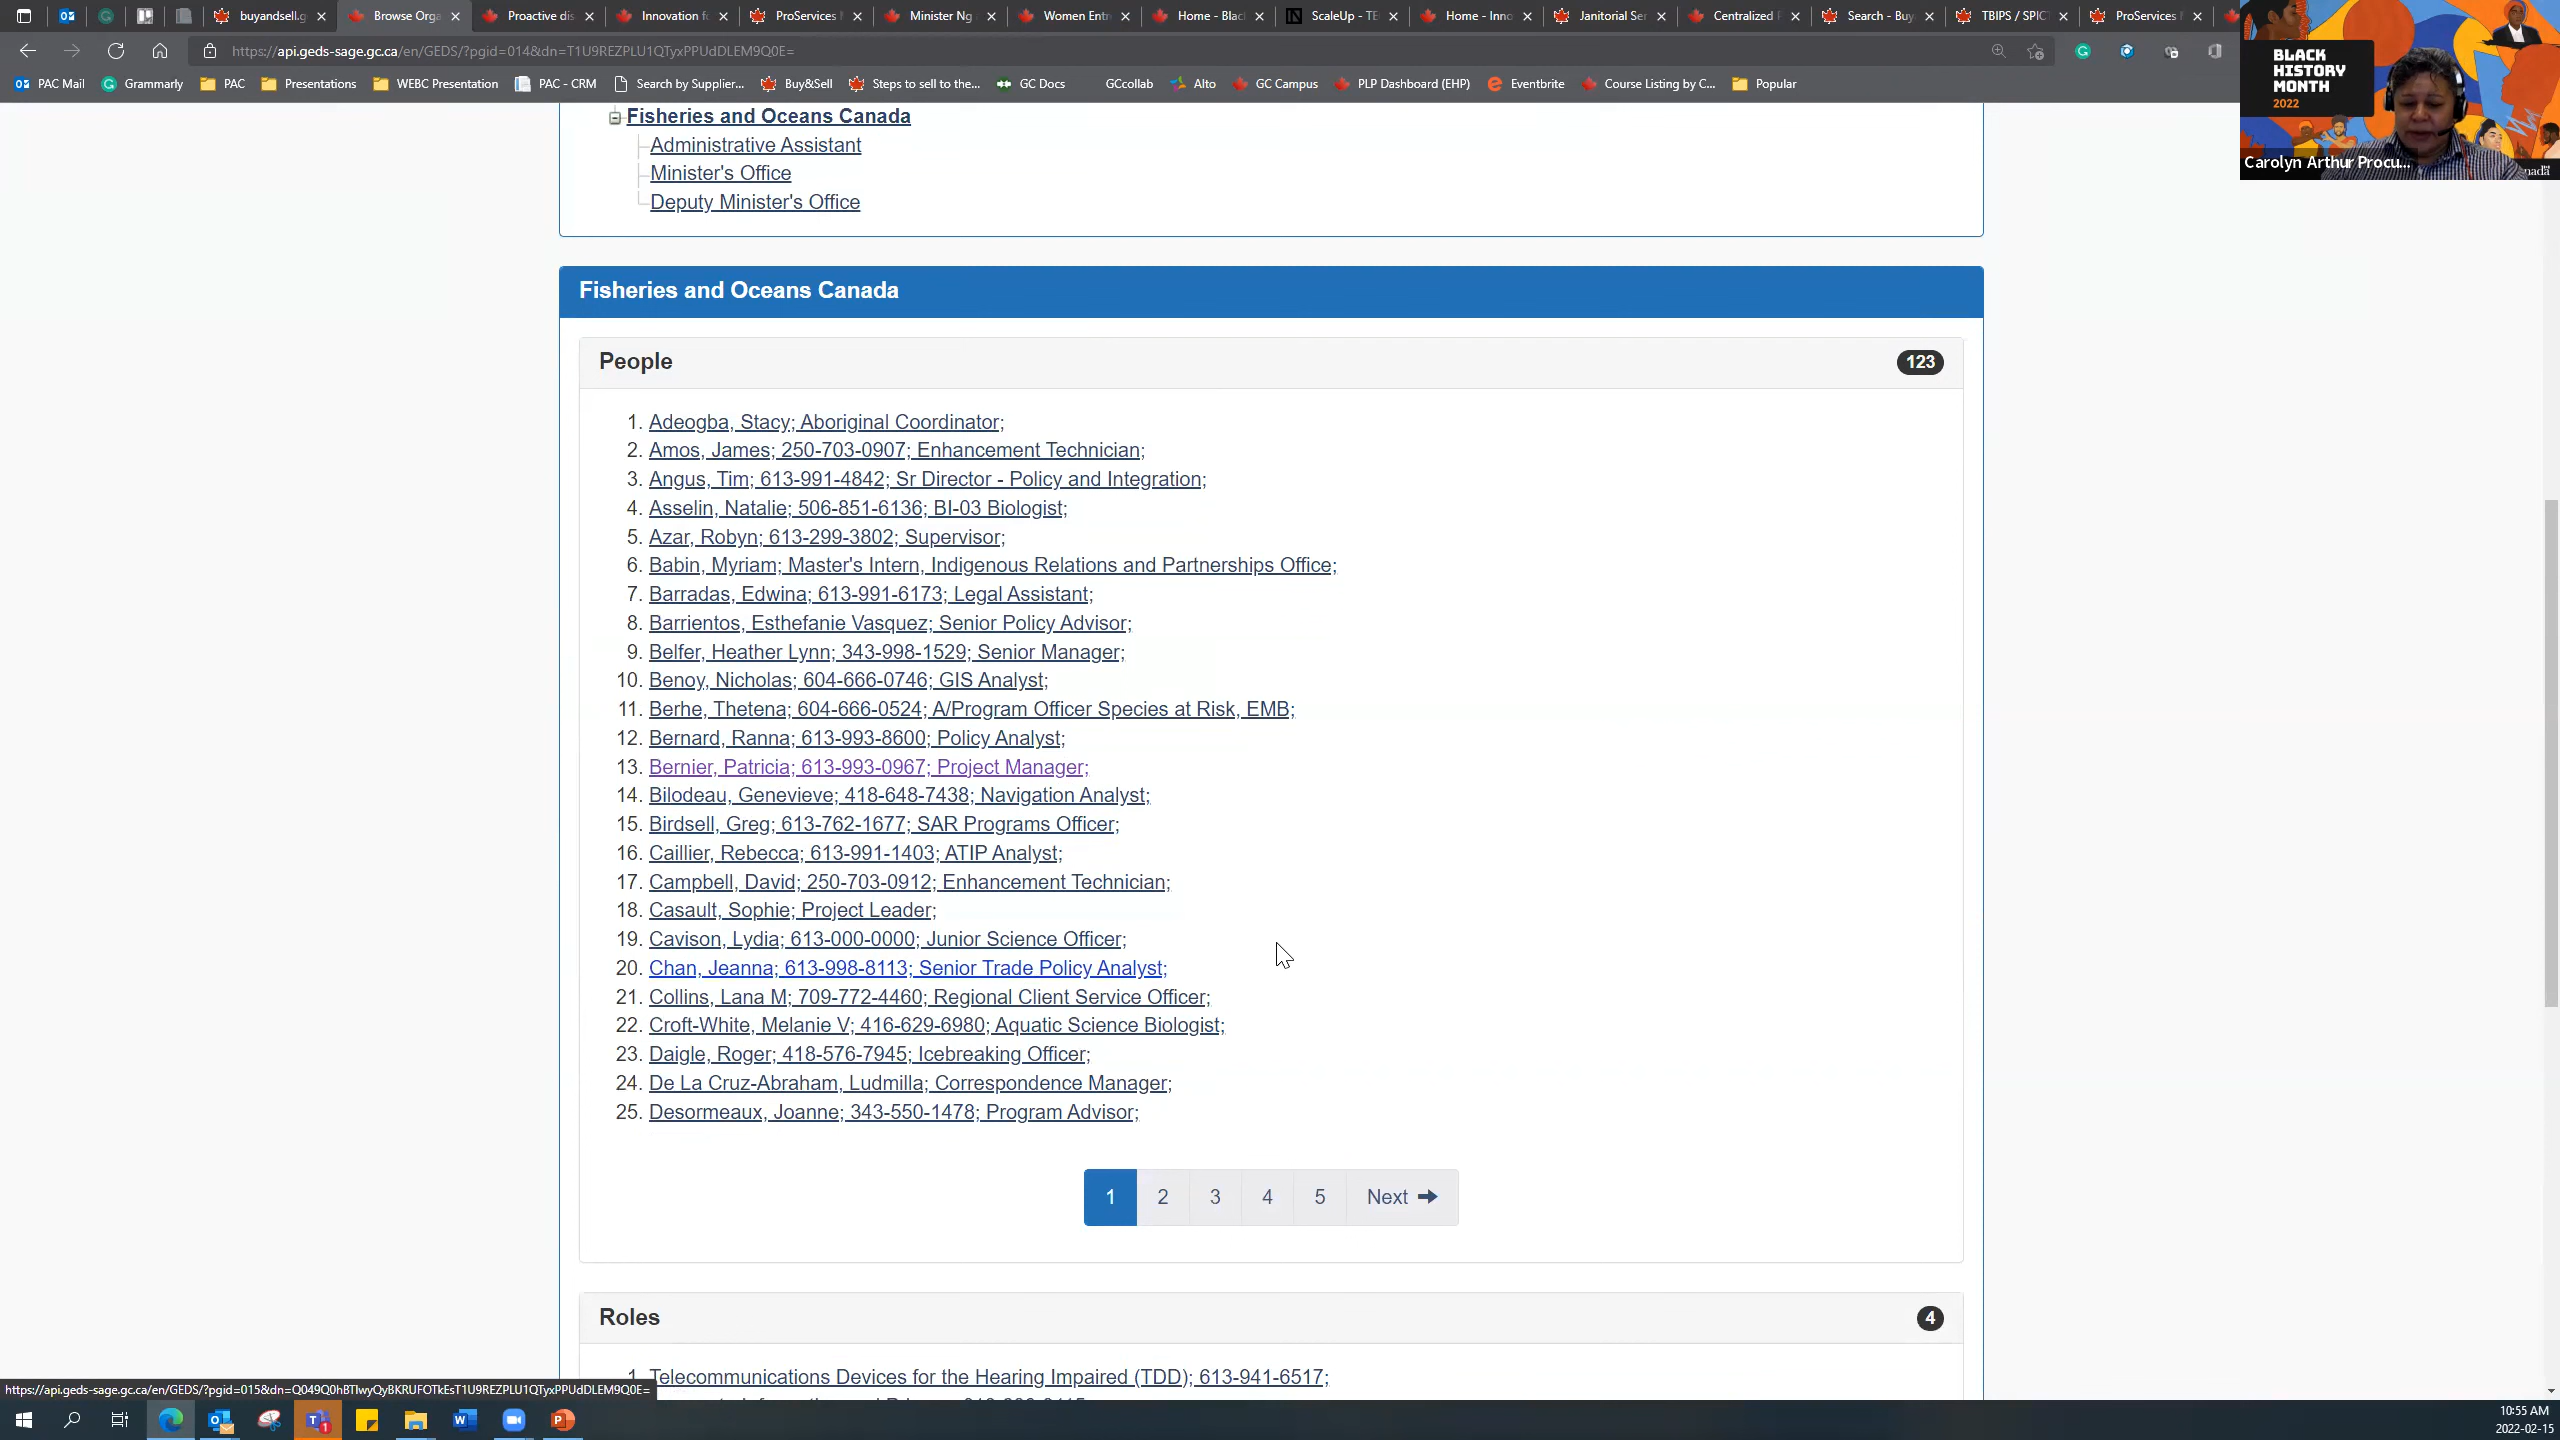 buyandsell.g
Browse Orga
Proactive dis
Innovation fo
ProServices
Minister Ng
Women Entr
Home - Blac
ScaleUp - TE
Home - Inno
Janitorial Ser
Centralized P
Search - Buy
TBIPS / SPICT
ProServices
https://api.geds-sage.gc.ca/en/GEDS/?pgid=014&dn=T1U9REZPLU1QTyxPPUdDLEM9Q0E=
PAC Mail
Grammarly
PAC
Presentations
WEBC Presentation
PAC - CRM
Search by Supplier...
Buy&Sell
Steps to sell to the...
GC Docs
GCcollab
Alto
GC Campus
PLP Dashboard (EHP)
Eventbrite
Course Listing by C...
Popular
BLACK
HISTORY
MONTH
2022
Carolyn Arthur Procu...
Fisheries and Oceans Canada
Administrative Assistant
Minister's Office
Deputy Minister's Office
Fisheries and Oceans Canada
People 123
1. Adeogba, Stacy; Aboriginal Coordinator;
2. Amos, James; 250-703-0907; Enhancement Technician;
3. Angus, Tim; 613-991-4842; Sr Director - Policy and Integration;
4. Asselin, Natalie; 506-851-6136; BI-03 Biologist;
5. Azar, Robyn; 613-299-3802; Supervisor;
6. Babin, Myriam; Master's Intern, Indigenous Relations and Partnerships Office;
7. Barradas, Edwina; 613-991-6173; Legal Assistant;
8. Barrientos, Esthefanie Vasquez; Senior Policy Advisor;
9. Belfer, Heather Lynn; 343-998-1529; Senior Manager;
10. Benoy, Nicholas; 604-666-0746; GIS Analyst;
11. Berhe, Thetena; 604-666-0524; A/Program Officer Species at Risk, EMB;
12. Bernard, Ranna; 613-993-8600; Policy Analyst;
13. Bernier, Patricia; 613-993-0967; Project Manager;
14. Bilodeau, Genevieve; 418-648-7438; Navigation Analyst;
15. Birdsell, Greg; 613-762-1677; SAR Programs Officer;
16. Caillier, Rebecca; 613-991-1403; ATIP Analyst;
17. Campbell, David; 250-703-0912; Enhancement Technician;
18. Casault, Sophie; Project Leader;
19. Cavison, Lydia; 613-000-0000; Junior Science Officer;
20. Chan, Jeanna; 613-998-8113; Senior Trade Policy Analyst;
21. Collins, Lana M; 709-772-4460; Regional Client Service Officer;
22. Croft-White, Melanie V; 416-629-6980; Aquatic Science Biologist;
23. Daigle, Roger; 418-576-7945; Icebreaking Officer;
24. De La Cruz-Abraham, Ludmilla; Correspondence Manager;
25. Desormeaux, Joanne; 343-550-1478; Program Advisor;
1 2 3 4 5 Next
Roles 4
1. Telecommunications Devices for the Hearing Impaired (TDD); 613-941-6517;
https://api.geds-sage.gc.ca/en/GEDS/?pgid=015&dn=Q049Q0hBTlwyQyBKRUFOTkEsT1U9REZPLU1QTyxPPUdDLEM9Q0E=
10:55 AM
2022-02-15